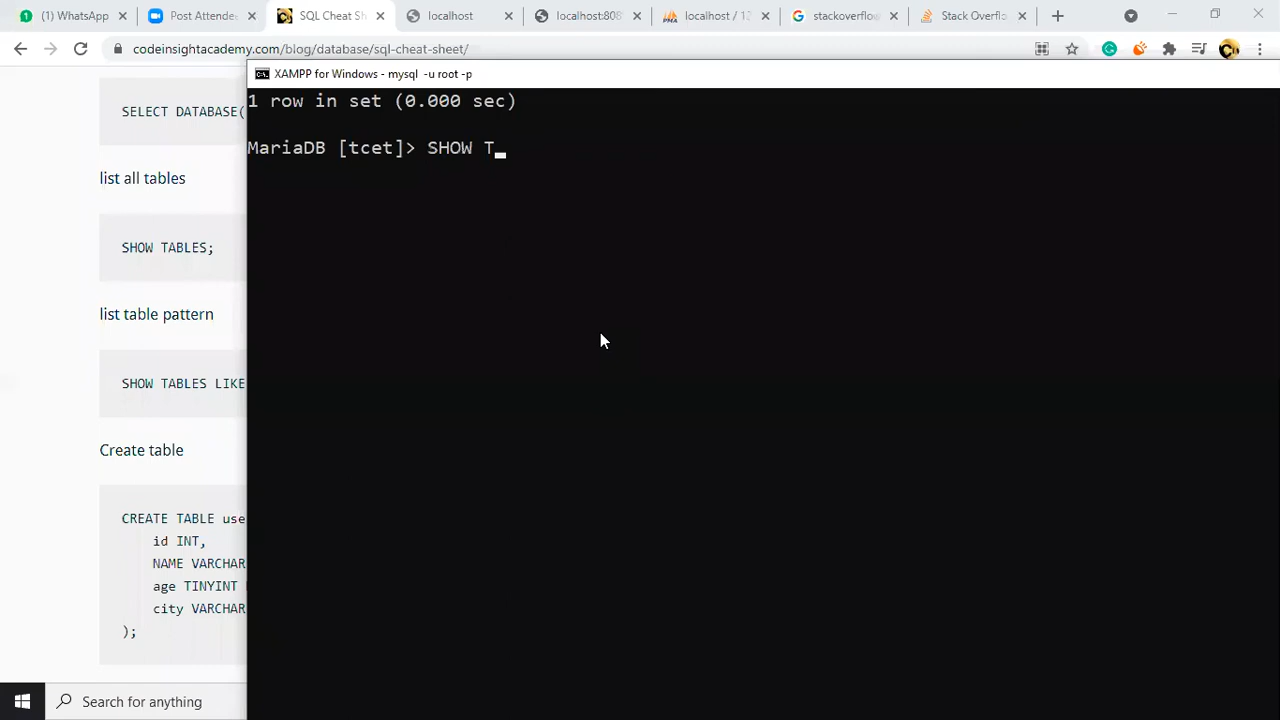 (1) WhatsApp
Post Attende
SQL Cheat Sh
localhost
localhost:808
localhost / 12
stackoverflo
Stack Overflo
codeinsightacademy.com/blog/database/sql-cheat-sheet/
XAMPP for Windows - mysql -u root -p
1 row in set (0.000 sec)
MariaDB [tcet]> SHOW T_
SELECT DATABASE(
list all tables
SHOW TABLES;
list table pattern
SHOW TABLES LIKE
Create table
CREATE TABLE use
id INT,
NAME VARCHAR
age TINYINT
city VARCHAR
);
Search for anything